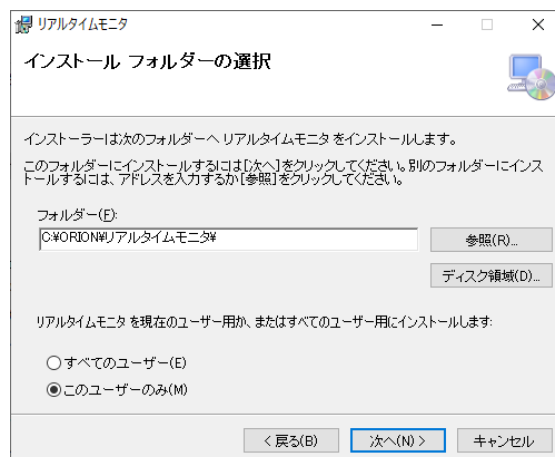 リアルタイムモニタ
インストール フォルダーの選択
インストーラーは次のフォルダーへ リアルタイムモニタ をインストールします。
このフォルダーにインストールするには[次へ]をクリックしてください。別のフォルダーにインス
トールするには、アドレスを入力するか[参照]をクリックしてください。
フォルダー(F):
C:¥ORION¥リアルタイムモニタ¥
参照(R)...
ディスク領域(D)...
リアルタイムモニタ を現在のユーザー用か、またはすべてのユーザー用にインストールします:
すべてのユーザー(E)
このユーザーのみ(M)
< 戻る(B)
次へ(N) >
キャンセル